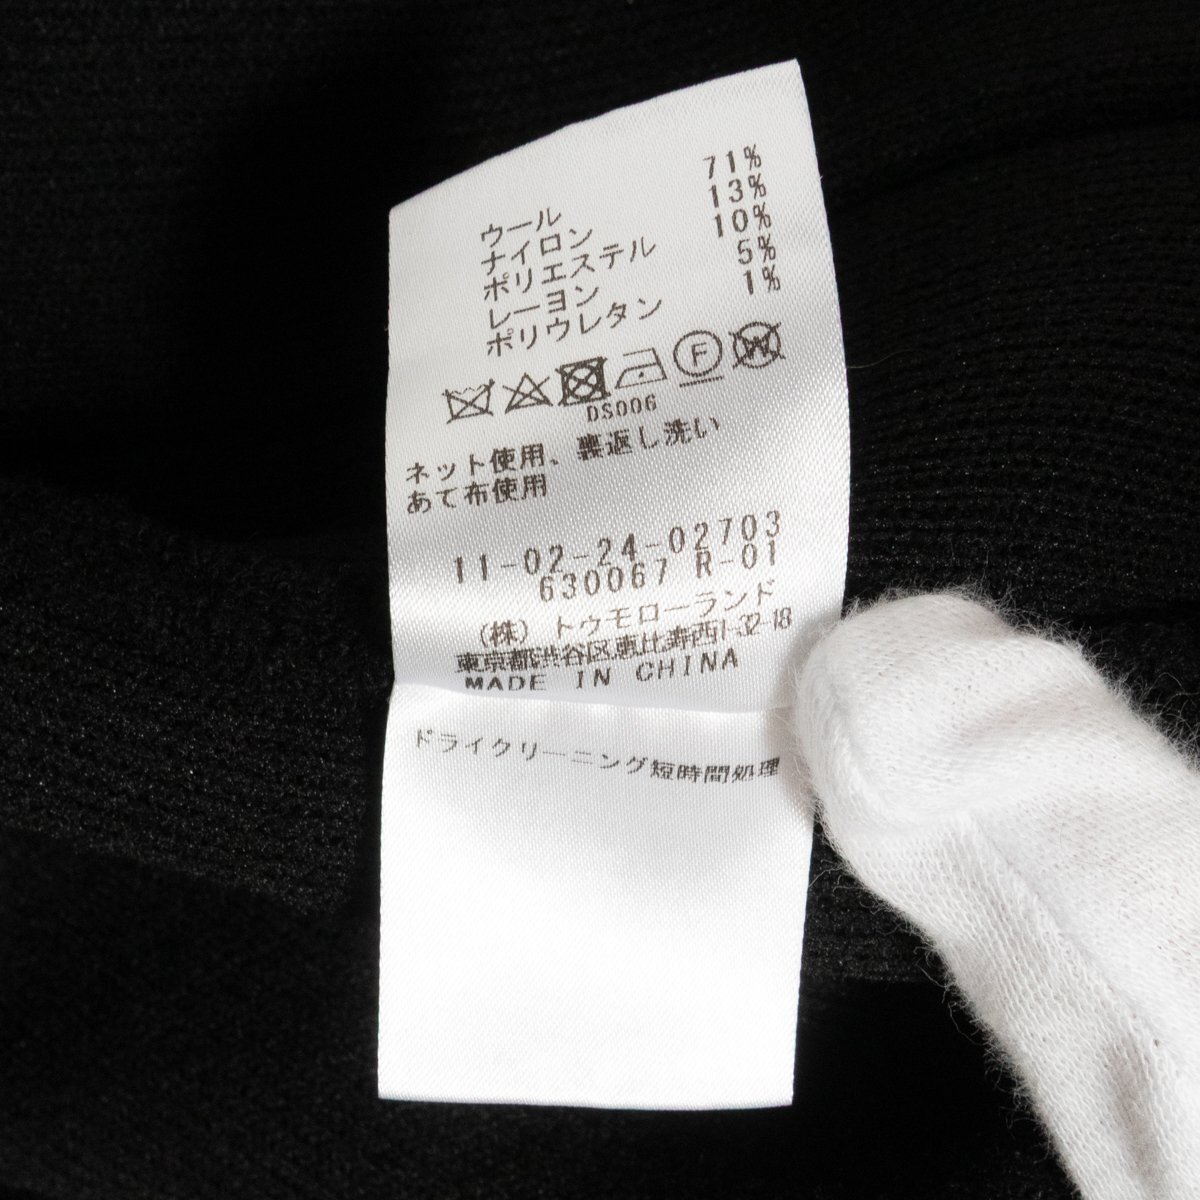 ウール 71%
ナイロン 13%
ポリエステル 10%
レーヨン 5%
ポリウレタン 1%
F W
DS006
ネット使用、裏返し洗い
あて布使用
11-02-24-02703
630067 R-01
(株) トゥモローランド
東京都渋谷区恵比寿西1-32-18
MADE IN CHINA
ドライクリーニング短時間処理